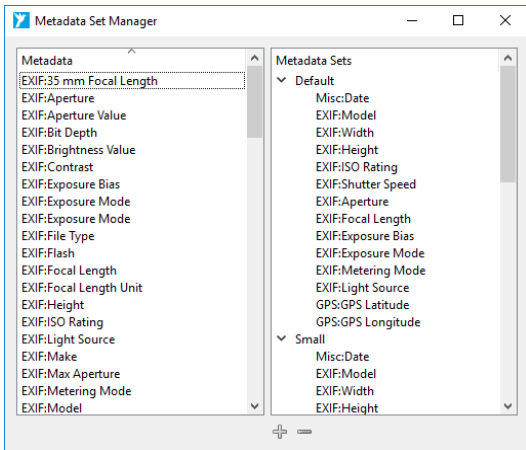 Metadata Set Manager
Metadata
EXIF:35 mm Focal Length
EXIF:Aperture
EXIF:Aperture Value
EXIF:Bit Depth
EXIF:Brightness Value
EXIF:Contrast
EXIF:Exposure Bias
EXIF:Exposure Mode
EXIF:Exposure Mode
EXIF:File Type
EXIF:Flash
EXIF:Focal Length
EXIF:Focal Length Unit
EXIF:Height
EXIF:ISO Rating
EXIF:Light Source
EXIF:Make
EXIF:Max Aperture
EXIF:Metering Mode
EXIF:Model
Metadata Sets
Default
Misc:Date
EXIF:Model
EXIF:Width
EXIF:Height
EXIF:ISO Rating
EXIF:Shutter Speed
EXIF:Aperture
EXIF:Focal Length
EXIF:Exposure Bias
EXIF:Exposure Mode
EXIF:Metering Mode
EXIF:Light Source
GPS:GPS Latitude
GPS:GPS Longitude
Small
Misc:Date
EXIF:Model
EXIF:Width
EXIF:Height